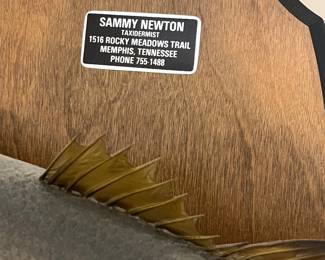 SAMMY NEWTON
TAXIDERMIST
1516 ROCKY MEADOWS TRAIL
MEMPHIS, TENNESSEE
PHONE 755-1488